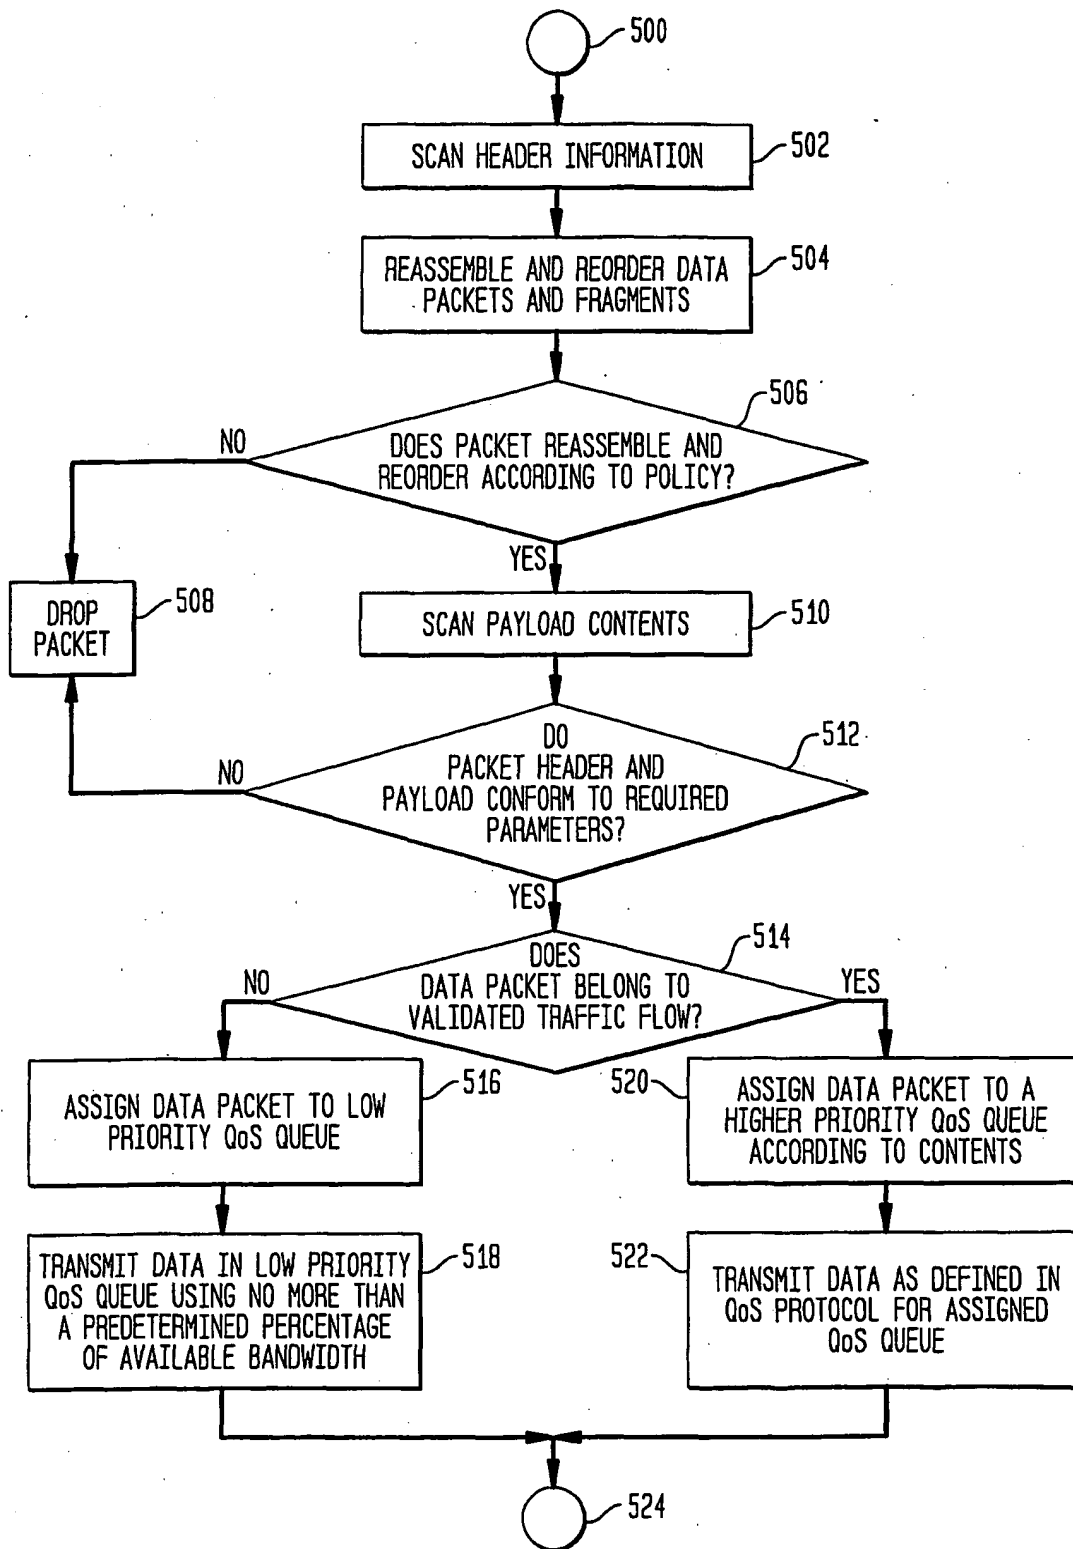 500
SCAN HEADER INFORMATION
502
REASSEMBLE AND REORDER DATA
PACKETS AND FRAGMENTS
504
506
DOES PACKET REASSEMBLE AND
REORDER ACCORDING TO POLICY?
NO
YES
DROP
PACKET
508
SCAN PAYLOAD CONTENTS
510
DO
PACKET HEADER AND
PAYLOAD CONFORM TO REQUIRED
PARAMETERS?
512
NO
YES
DOES
DATA PACKET BELONG TO
VALIDATED TRAFFIC FLOW?
514
NO
YES
ASSIGN DATA PACKET TO LOW
PRIORITY QoS QUEUE
516
520
ASSIGN DATA PACKET TO A
HIGHER PRIORITY QoS QUEUE
ACCORDING TO CONTENTS
TRANSMIT DATA IN LOW PRIORITY
QoS QUEUE USING NO MORE THAN
A PREDETERMINED PERCENTAGE
OF AVAILABLE BANDWIDTH
518
522
TRANSMIT DATA AS DEFINED IN
QoS PROTOCOL FOR ASSIGNED
QoS QUEUE
524